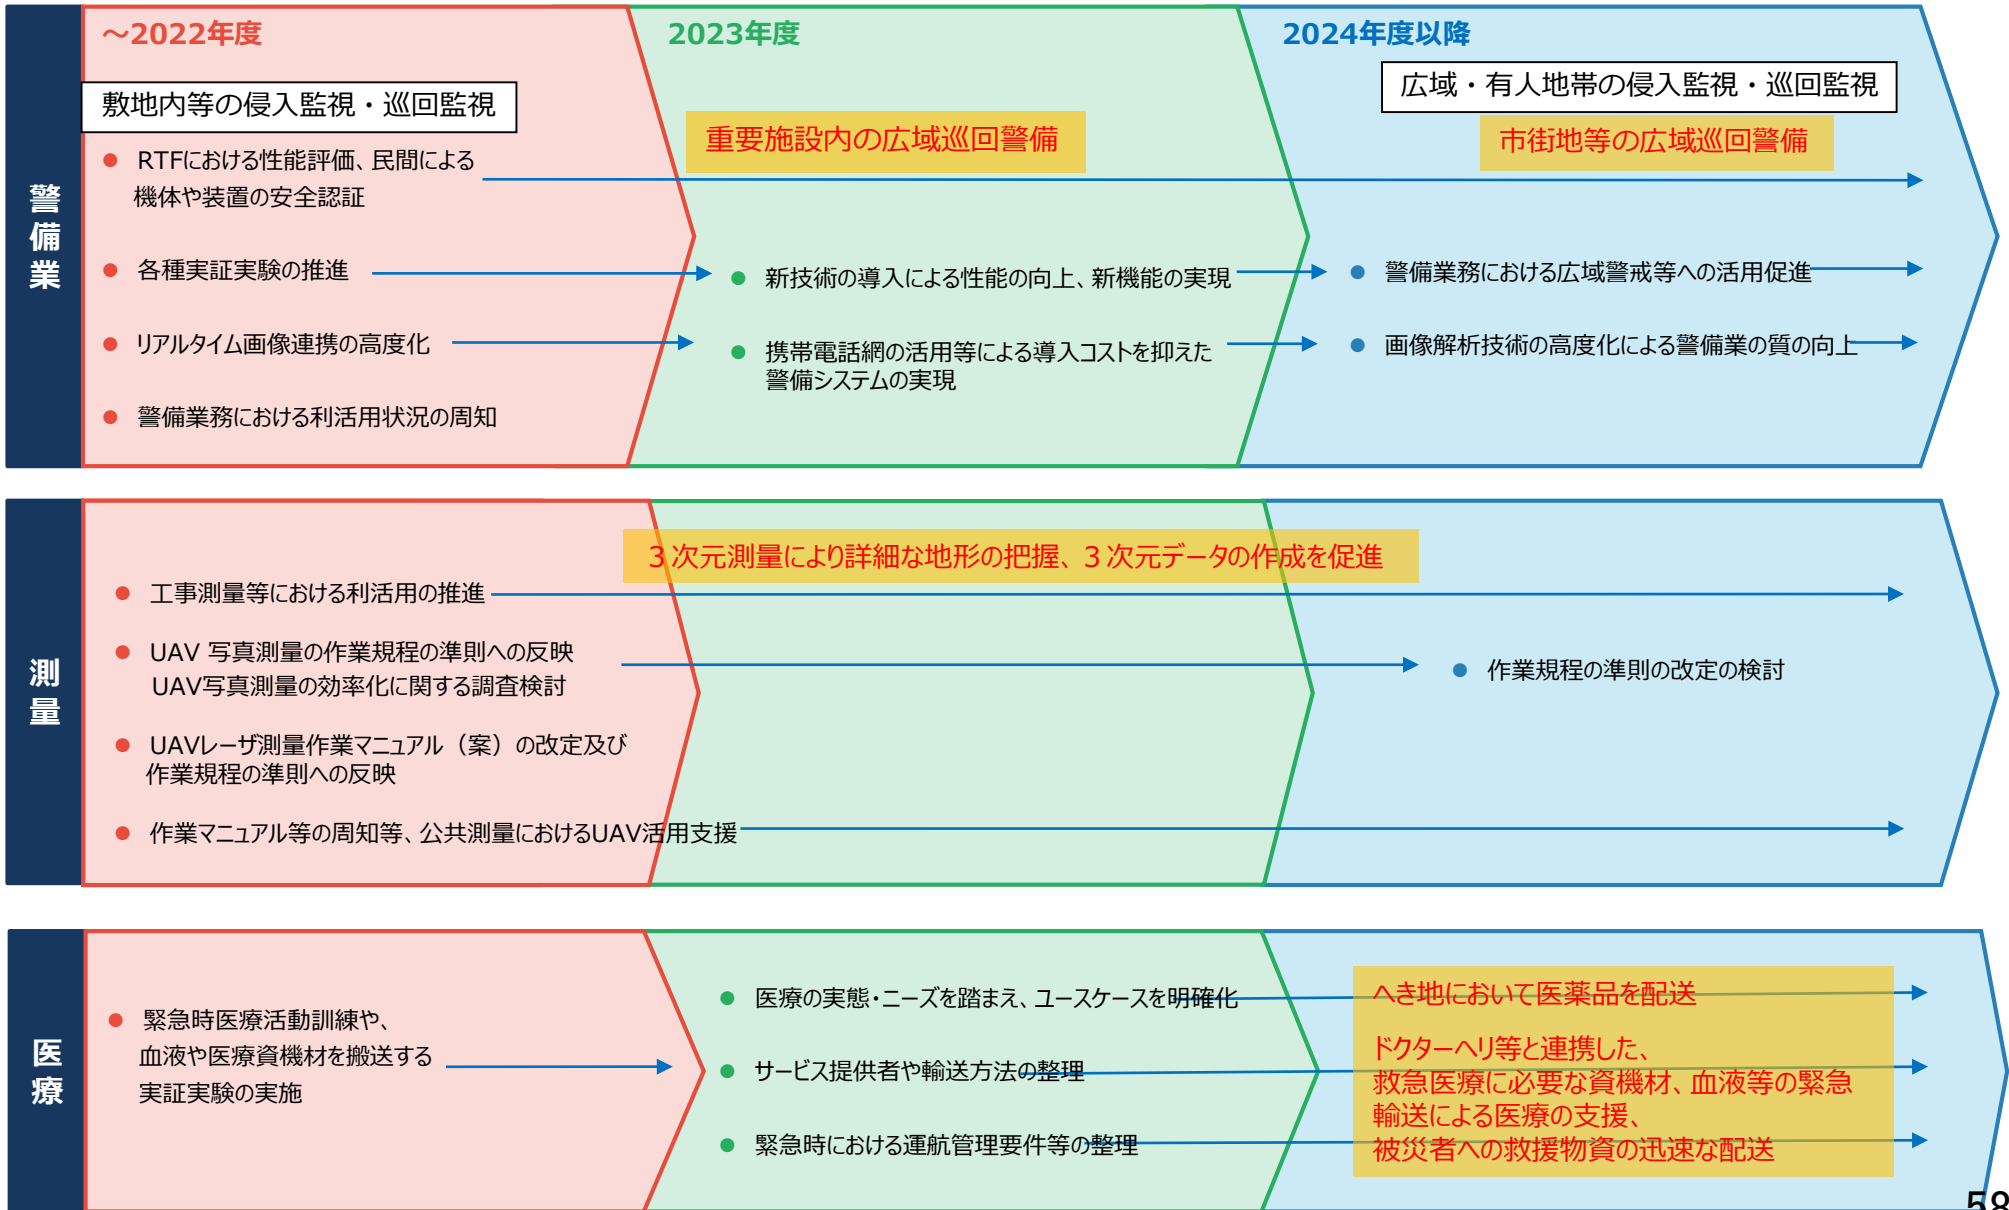 警備業
~2022年度
敷地内等の侵入監視・巡回監視
● RTFにおける性能評価、民間による
機体や装置の安全認証
● 各種実証実験の推進
● リアルタイム画像連携の高度化
● 警備業務における利活用状況の周知
2023年度
重要施設内の広域巡回警備
● 新技術の導入による性能の向上、新機能の実現
● 携帯電話網の活用等による導入コストを抑えた
警備システムの実現
2024年度以降
広域・有人地帯の侵入監視・巡回監視
市街地等の広域巡回警備
● 警備業務における広域警戒等への活用促進
● 画像解析技術の高度化による警備業の質の向上
測量
3次元測量により詳細な地形の把握、3次元データの作成を促進
● 工事測量等における利活用の推進
● UAV 写真測量の作業規程の準則への反映
UAV写真測量の効率化に関する調査検討
● UAVレーザ測量作業マニュアル（案）の改定及び
作業規程の準則への反映
● 作業マニュアル等の周知等、公共測量におけるUAV活用支援
● 作業規程の準則の改定の検討
医療
● 緊急時医療活動訓練や、
血液や医療資機材を搬送する
実証実験の実施
● 医療の実態・ニーズを踏まえ、ユースケースを明確化
● サービス提供者や輸送方法の整理
● 緊急時における運航管理要件等の整理
へき地において医薬品を配送
ドクターヘリ等と連携した、
救急医療に必要な資機材、血液等の緊急
輸送による医療の支援、
被災者への救援物資の迅速な配送
58